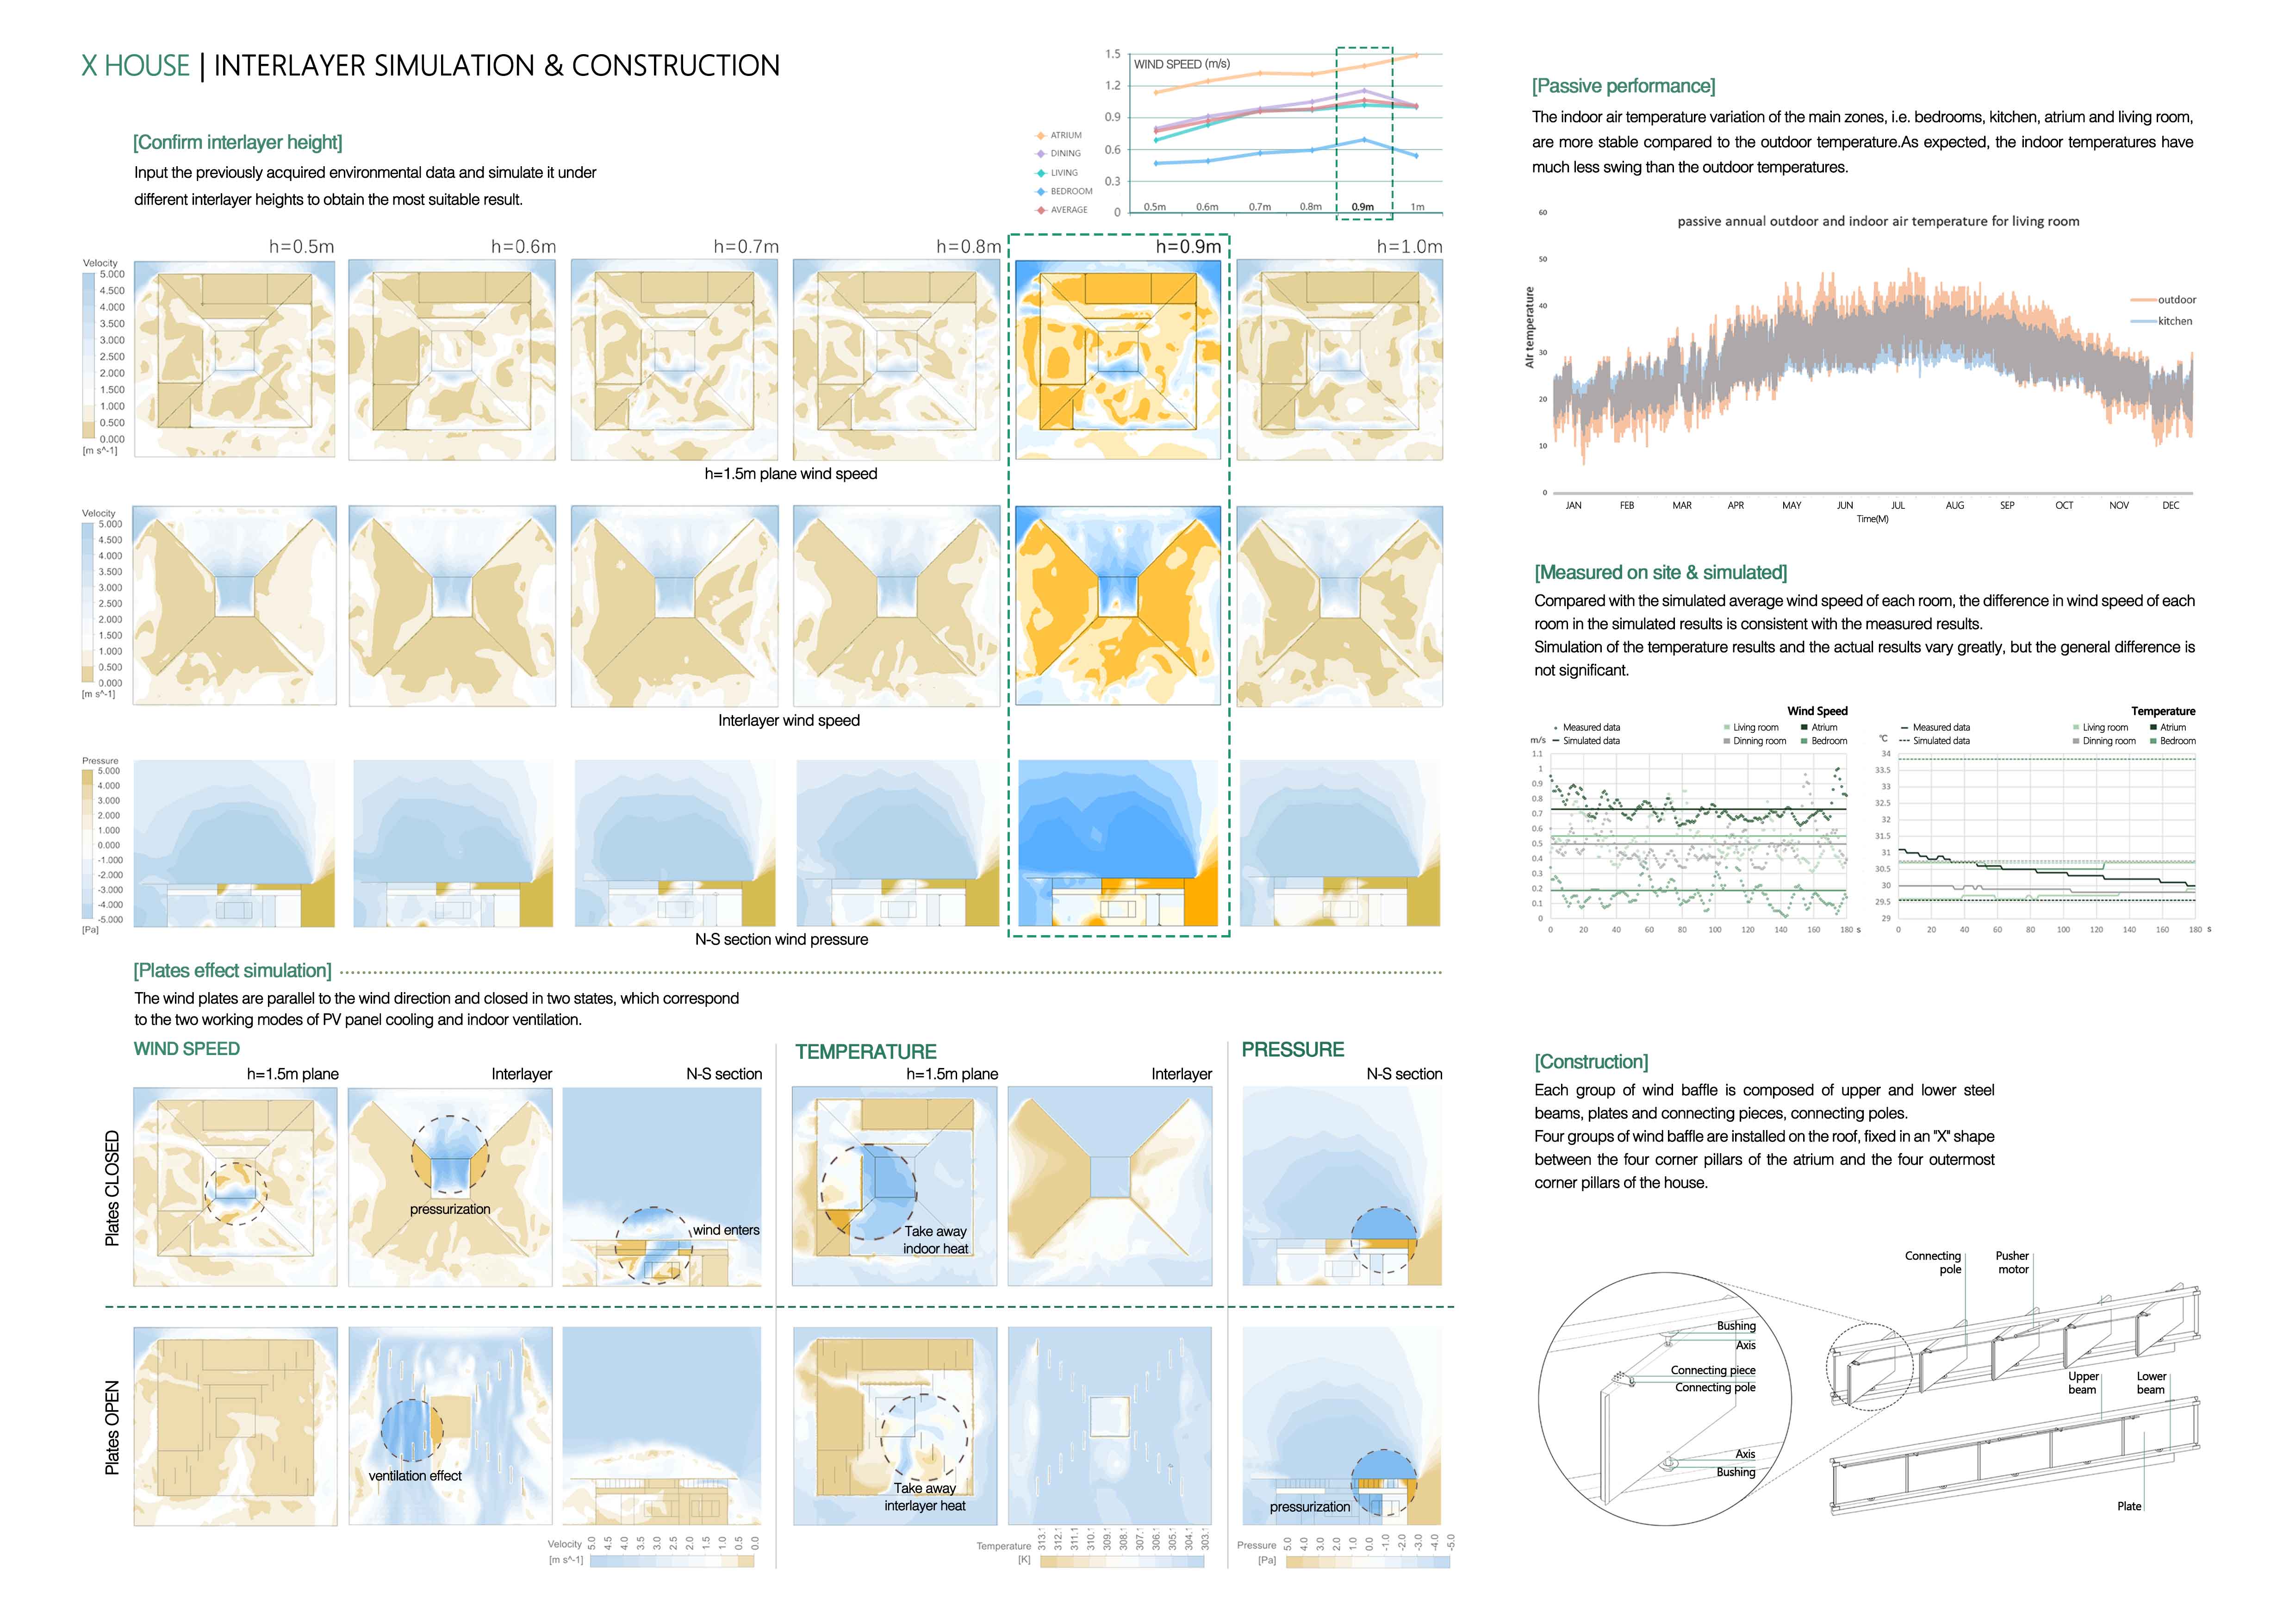 X HOUSE | INTERLAYER SIMULATION & CONSTRUCTION
[Confirm interlayer height]
Input the previously acquired environmental data and simulate it under
different interlayer heights to obtain the most suitable result.
WIND SPEED (m/s)
1.5
1.2
0.9
0.6
0.3
0
ATRIUM
DINING
LIVING
BEDROOM
AVERAGE
0.5m 0.6m 0.7m 0.8m 0.9m 1m
h=0.5m h=0.6m h=0.7m h=0.8m h=0.9m h=1.0m
Velocity
5.000
4.500
4.000
3.500
3.000
2.500
2.000
1.500
1.000
0.500
0.000
[m s^-1]
h=1.5m plane wind speed
Velocity
5.000
4.500
4.000
3.500
3.000
2.500
2.000
1.500
1.000
0.500
0.000
[m s^-1]
Interlayer wind speed
Pressure
5.000
4.000
3.000
2.000
1.000
0.000
-1.000
-2.000
-3.000
-4.000
-5.000
[Pa]
N-S section wind pressure
[Plates effect simulation]
The wind plates are parallel to the wind direction and closed in two states, which correspond
to the two working modes of PV panel cooling and indoor ventilation.
WIND SPEED
h=1.5m plane Interlayer N-S section
TEMPERATURE
h=1.5m plane Interlayer
PRESSURE
N-S section
Plates CLOSED
pressurization
wind enters
Take away
indoor heat
Plates OPEN
ventilation effect
Take away
interlayer heat
pressurization
Velocity
[m s^-1]
5.0 4.5 4.0 3.5 3.0 2.5 2.0 1.5 1.0 0.5 0.0
Temperature
[K]
313.1 312.1 311.1 310.1 309.1 308.1 307.1 306.1 305.1 304.1 303.1
Pressure
[Pa]
5.0 4.0 3.0 2.0 1.0 0.0 -1.0 -2.0 -3.0 -4.0 -5.0
[Passive performance]
The indoor air temperature variation of the main zones, i.e. bedrooms, kitchen, atrium and living room,
are more stable compared to the outdoor temperature.As expected, the indoor temperatures have
much less swing than the outdoor temperatures.
passive annual outdoor and indoor air temperature for living room
60
50
40
30
20
10
0
Air temperature
outdoor
kitchen
JAN FEB MAR APR MAY JUN JUL AUG SEP OCT NOV DEC
Time(M)
[Measured on site & simulated]
Compared with the simulated average wind speed of each room, the difference in wind speed of each
room in the simulated results is consistent with the measured results.
Simulation of the temperature results and the actual results vary greatly, but the general difference is
not significant.
Wind Speed
Measured data Living room Atrium
m/s Simulated data Dinning room Bedroom
1.1
1
0.9
0.8
0.7
0.6
0.5
0.4
0.3
0.2
0.1
0
0 20 40 60 80 100 120 140 160 180 s
Temperature
Measured data Living room Atrium
°C Simulated data Dinning room Bedroom
34
33.5
33
32.5
32
31.5
31
30.5
30
29.5
29
0 20 40 60 80 100 120 140 160 180 s
[Construction]
Each group of wind baffle is composed of upper and lower steel
beams, plates and connecting pieces, connecting poles.
Four groups of wind baffle are installed on the roof, fixed in an "X" shape
between the four corner pillars of the atrium and the four outermost
corner pillars of the house.
Connecting
pole
Pusher
motor
Bushing
Axis
Connecting piece
Connecting pole
Axis
Bushing
Upper
beam
Lower
beam
Plate